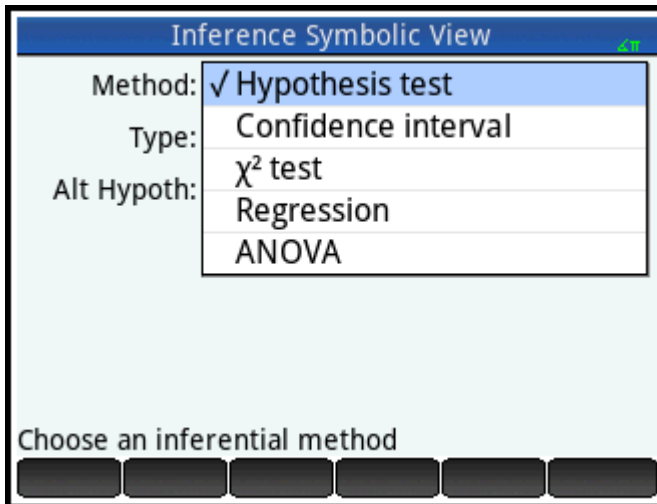 Inference Symbolic View
∡π
Method: √ Hypothesis test
Confidence interval
Type:
χ² test
Alt Hypoth:
Regression
ANOVA
Choose an inferential method